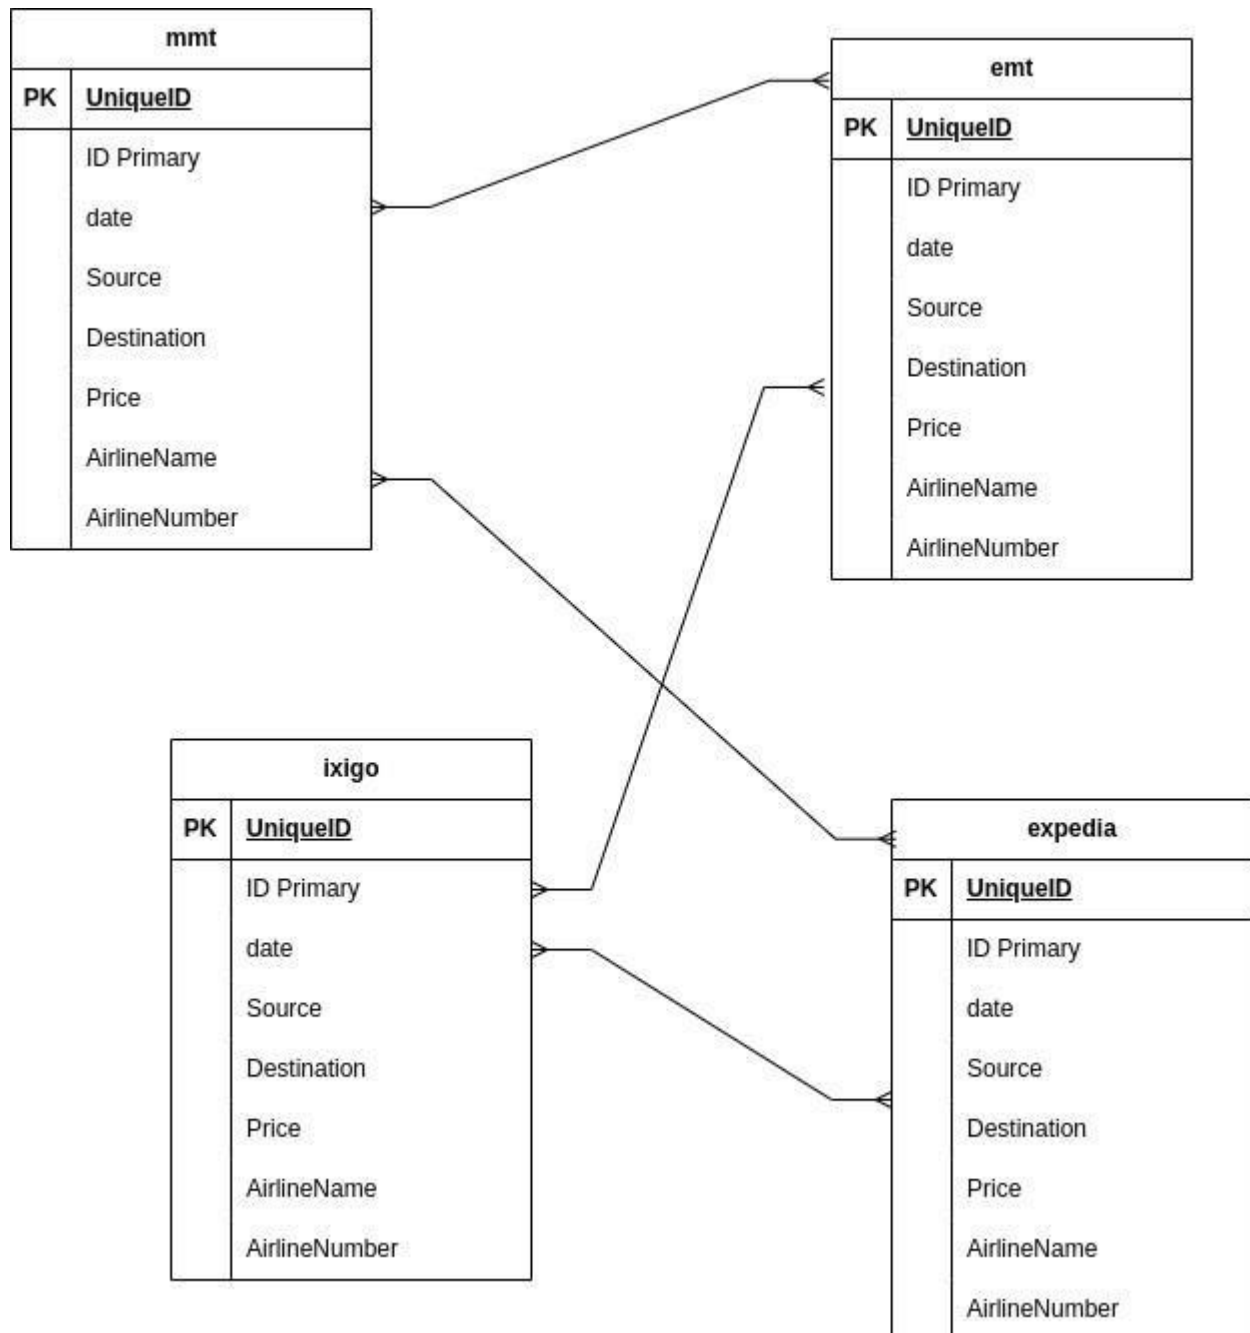 mmt
PK UniqueID
ID Primary
date
Source
Destination
Price
AirlineName
AirlineNumber
emt
PK UniqueID
ID Primary
date
Source
Destination
Price
AirlineName
AirlineNumber
ixigo
PK UniqueID
ID Primary
date
Source
Destination
Price
AirlineName
AirlineNumber
expedia
PK UniqueID
ID Primary
date
Source
Destination
Price
AirlineName
AirlineNumber